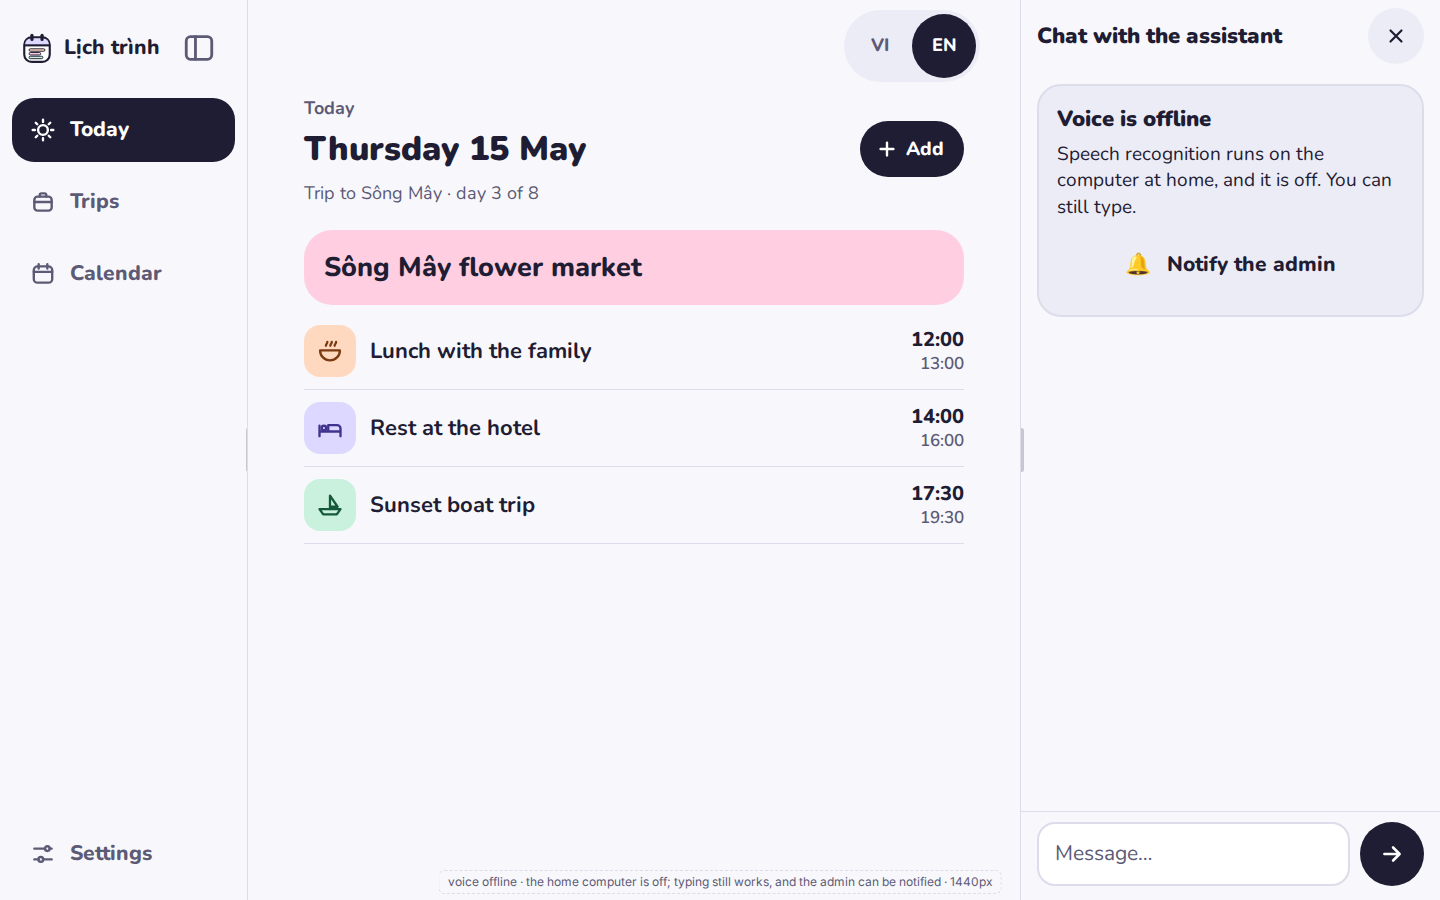 Lịch trình
Today
Trips
Calendar
Settings
VI
EN
Today
Thursday 15 May
Trip to Sông Mây · day 3 of 8
Add
Sông Mây flower market
Lunch with the family
12:00
13:00
Rest at the hotel
14:00
16:00
Sunset boat trip
17:30
19:30
voice offline · the home computer is off; typing still works, and the admin can be notified · 1440px
Chat with the assistant
Voice is offline
Speech recognition runs on the
computer at home, and it is off. You can
still type.
Notify the admin
Message...